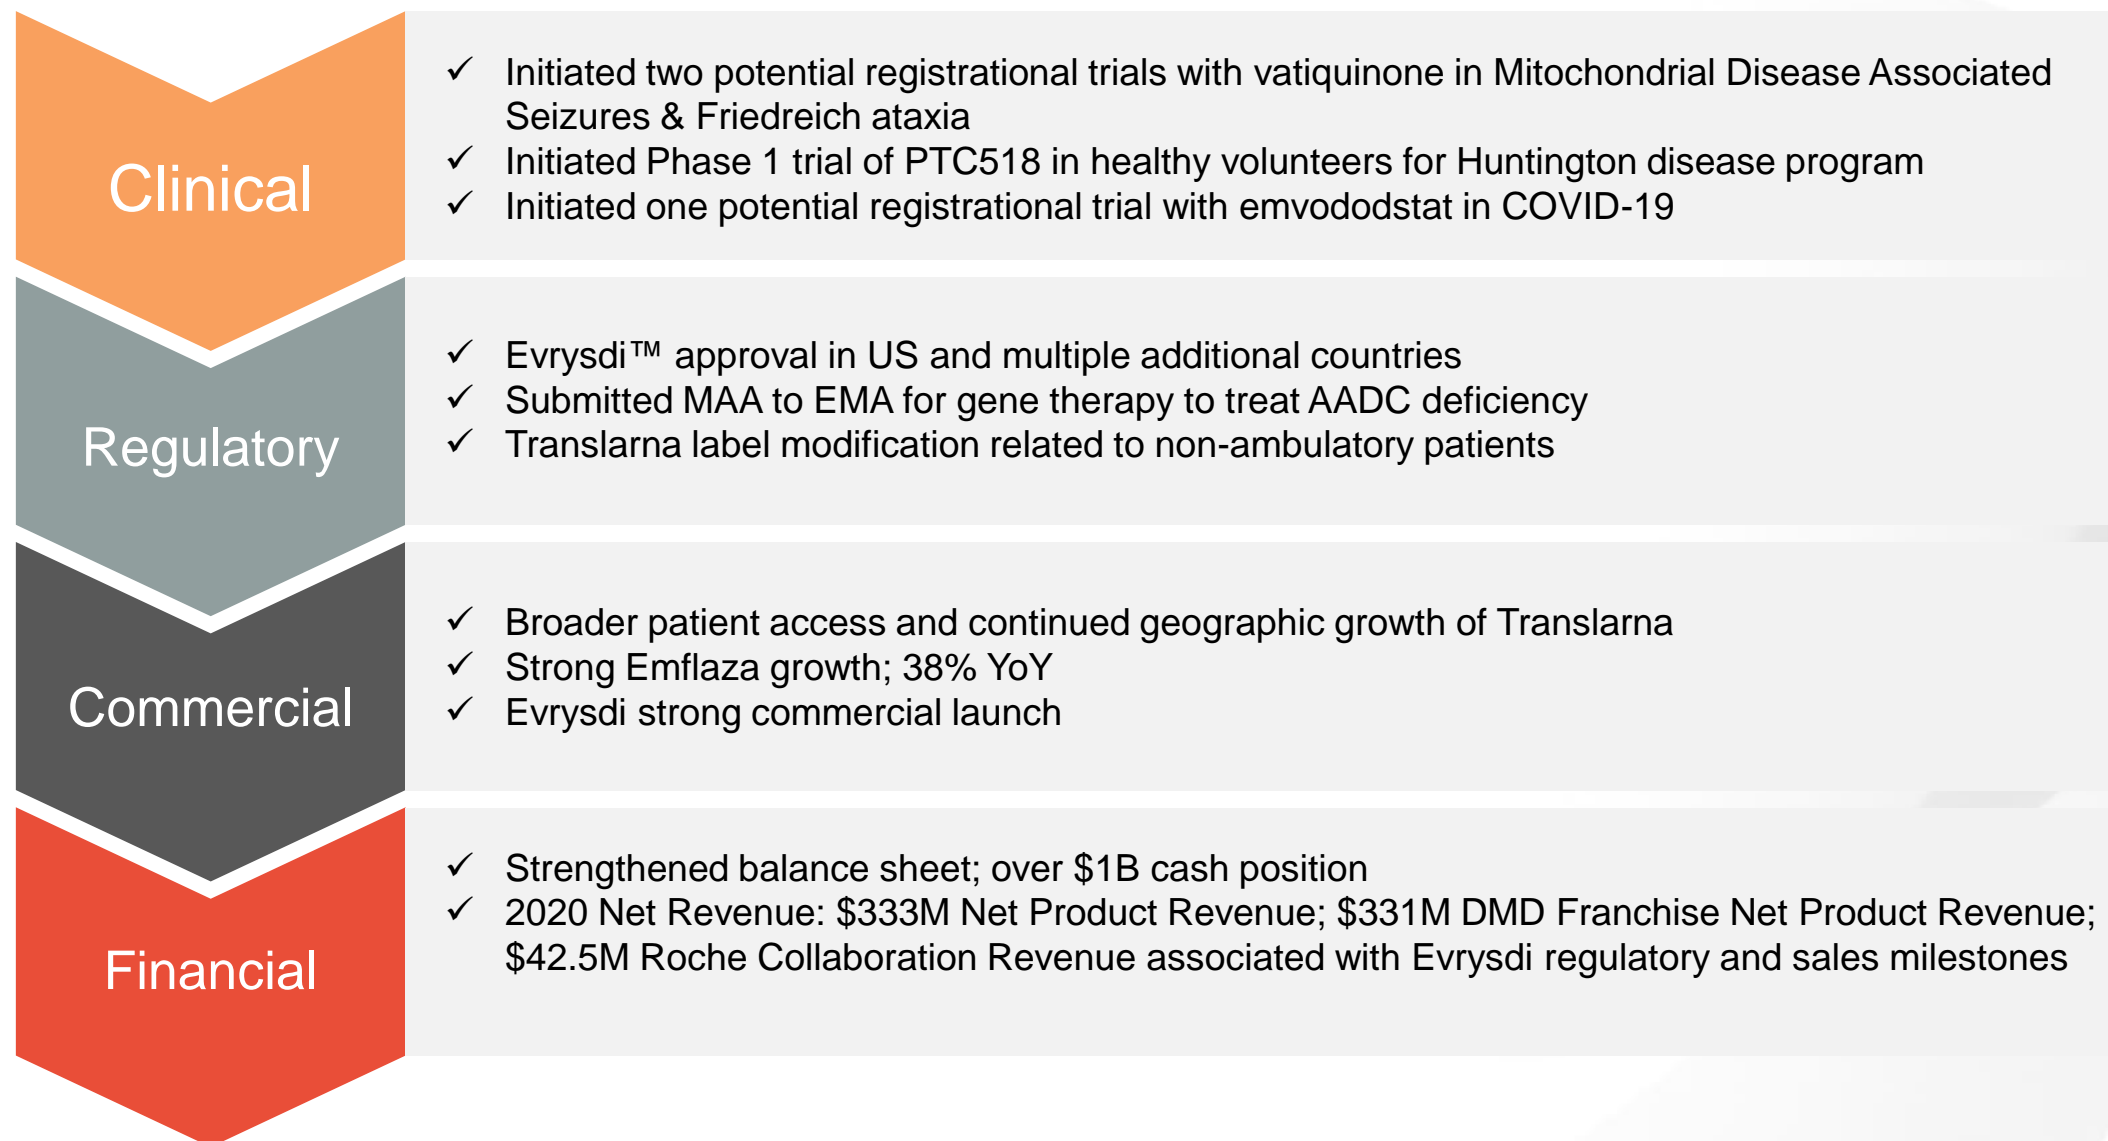 Clinical
✓ Initiated two potential registrational trials with vatiquinone in Mitochondrial Disease Associated
Seizures & Friedreich ataxia
✓ Initiated Phase 1 trial of PTC518 in healthy volunteers for Huntington disease program
✓ Initiated one potential registrational trial with emvododstat in COVID-19
Regulatory
✓ Evrysdi™ approval in US and multiple additional countries
✓ Submitted MAA to EMA for gene therapy to treat AADC deficiency
✓ Translarna label modification related to non-ambulatory patients
Commercial
✓ Broader patient access and continued geographic growth of Translarna
✓ Strong Emflaza growth; 38% YoY
✓ Evrysdi strong commercial launch
Financial
✓ Strengthened balance sheet; over $1B cash position
✓ 2020 Net Revenue: $333M Net Product Revenue; $331M DMD Franchise Net Product Revenue;
$42.5M Roche Collaboration Revenue associated with Evrysdi regulatory and sales milestones